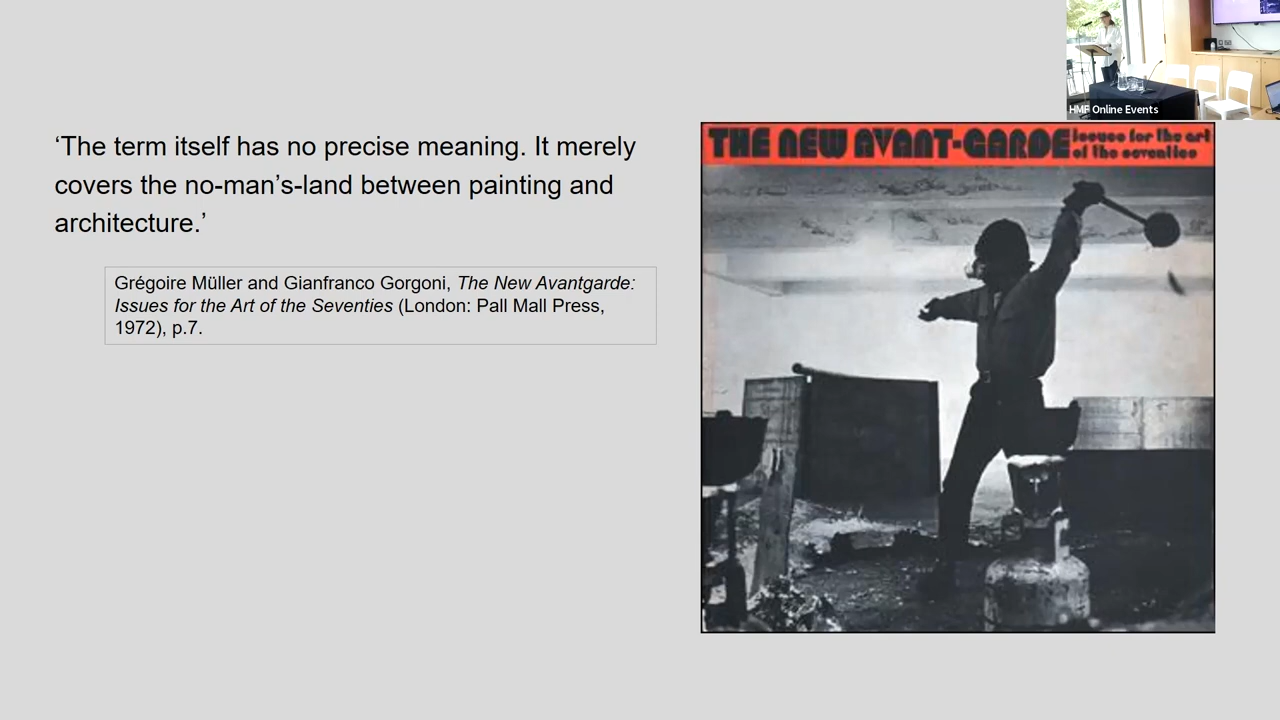 HMF Online Events
‘The term itself has no precise meaning. It merely
covers the no-man’s-land between painting and
architecture.’
Grégoire Müller and Gianfranco Gorgoni, The New Avantgarde:
Issues for the Art of the Seventies (London: Pall Mall Press,
1972), p.7.
THE NEW AVANT-GARDE issues for the art
of the seventies